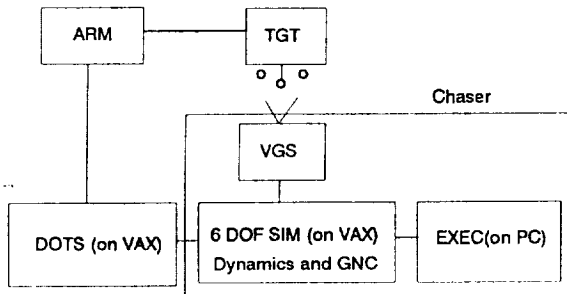 ARM
TGT
Chaser
VGS
DOTS (on VAX)
6 DOF SIM (on VAX)
Dynamics and GNC
EXEC(on PC)